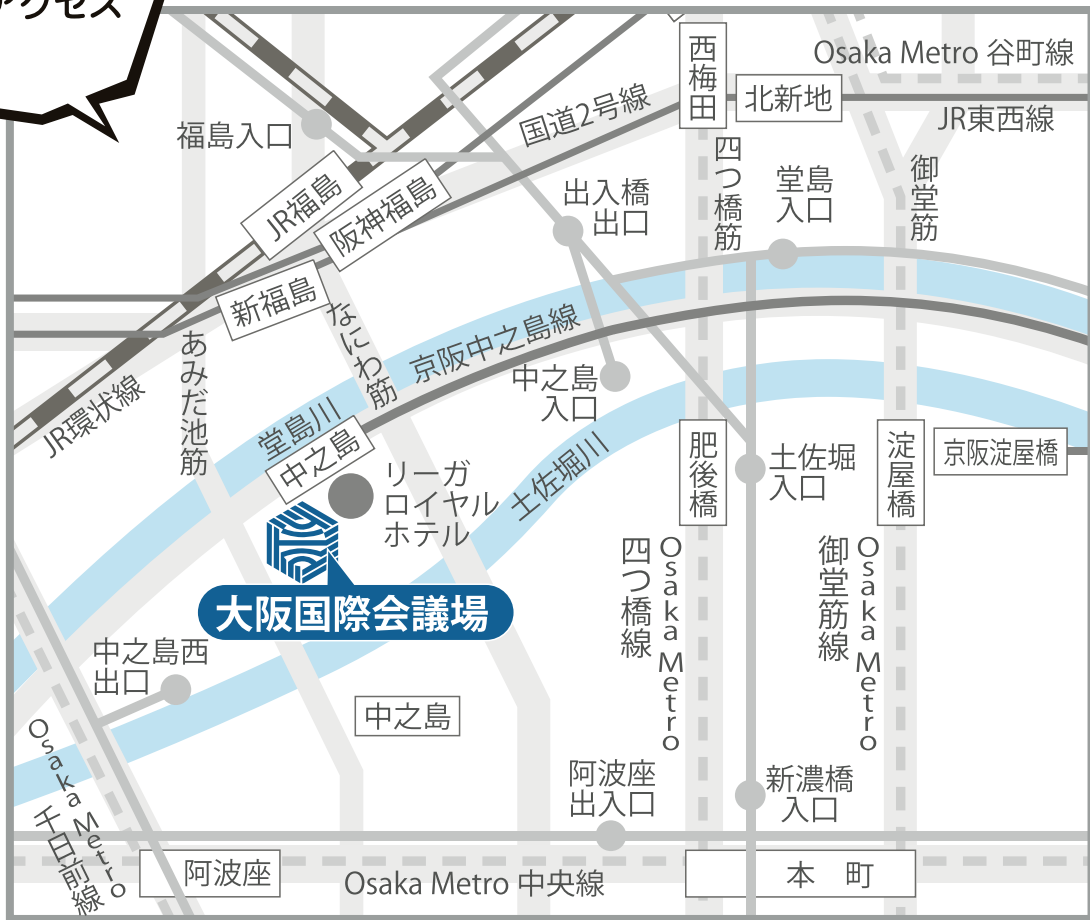 アクセス
Osaka Metro 谷町線
西梅田
北新地
JR東西線
国道2号線
福島入口
JR福島
阪神福島
出入橋
出口
四つ橋筋
堂島
入口
御堂筋
新福島
なにわ筋
あみだ池筋
京阪中之島線
JR環状線
堂島川
中之島
中之島
入口
リーガ
ロイヤル
ホテル
土佐堀川
肥後橋
土佐堀
入口
淀屋橋
京阪淀屋橋
大阪国際会議場
四つ橋線
Osaka Metro
御堂筋線
Osaka Metro
中之島西
出口
中之島
Osaka Metro
千日前線
阿波座
出入口
新濃橋
入口
阿波座
Osaka Metro 中央線
本町